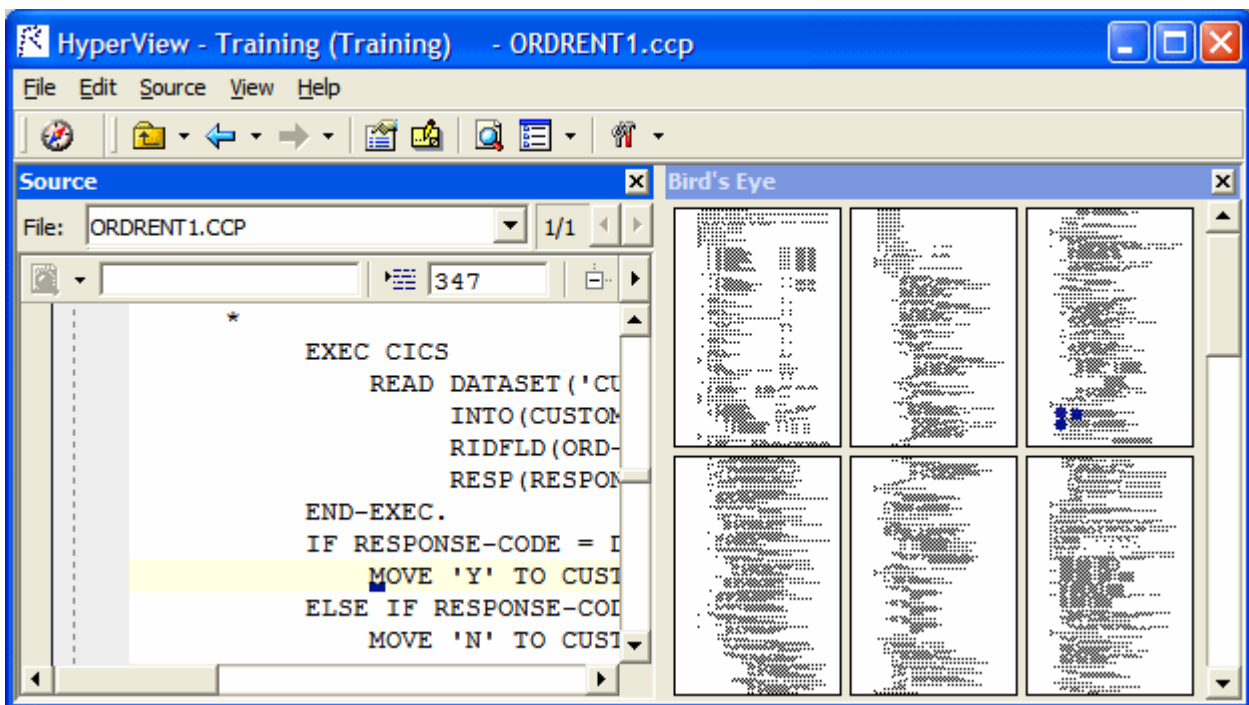 HyperView - Training (Training) - ORDRENT1.ccp
File Edit Source View Help
Source
Bird's Eye
File: ORDRENT1.CCP 1/1
347
*
EXEC CICS
READ DATASET('CU
INTO(CUSTOM
RIDFLD(ORD-
RESP(RESPON
END-EXEC.
IF RESPONSE-CODE = D
MOVE 'Y' TO CUST
ELSE IF RESPONSE-COD
MOVE 'N' TO CUST